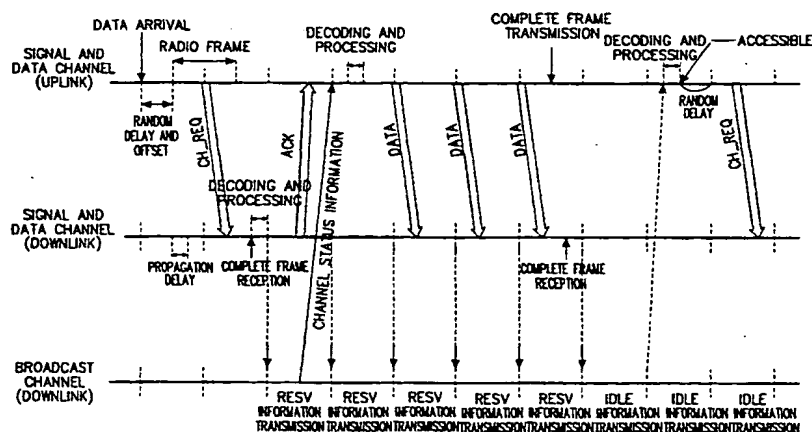 DATA ARRIVAL
RADIO FRAME
SIGNAL AND
DATA CHANNEL
(UPLINK)
DECODING AND
PROCESSING
COMPLETE FRAME
TRANSMISSION
DECODING AND
PROCESSING
ACCESSIBLE
RANDOM
DELAY AND
OFFSET
CH_REQ
ACK
CHANNEL STATUS INFORMATION
DATA
DATA
DATA
RANDOM
DELAY
CH_REQ
DECODING AND
PROCESSING
SIGNAL AND
DATA CHANNEL
(DOWNLINK)
PROPAGATION
DELAY
COMPLETE FRAME
RECEPTION
COMPLETE FRAME
RECEPTION
BROADCAST
CHANNEL
(DOWNLINK)
RESV
INFORMATION
TRANSMISSION
RESV
INFORMATION
TRANSMISSION
RESV
INFORMATION
TRANSMISSION
RESV
INFORMATION
TRANSMISSION
RESV
INFORMATION
TRANSMISSION
IDLE
INFORMATION
TRANSMISSION
IDLE
INFORMATION
TRANSMISSION
IDLE
INFORMATION
TRANSMISSION